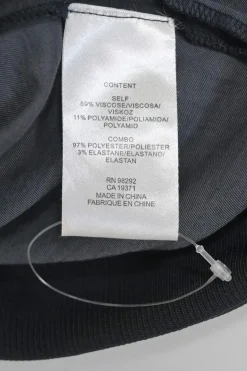 CONTENT
SELF
89% VISCOSE/VISCOSA/
VISKOZ
11% POLYAMIDE/POLIAMIDA/
POLYAMID
COMBO
97% POLYESTER/POLIESTER
3% ELASTANE/ELASTANO/
ELASTAN
RN 98292
CA 19371
MADE IN CHINA
FABRIQUE EN CHINE